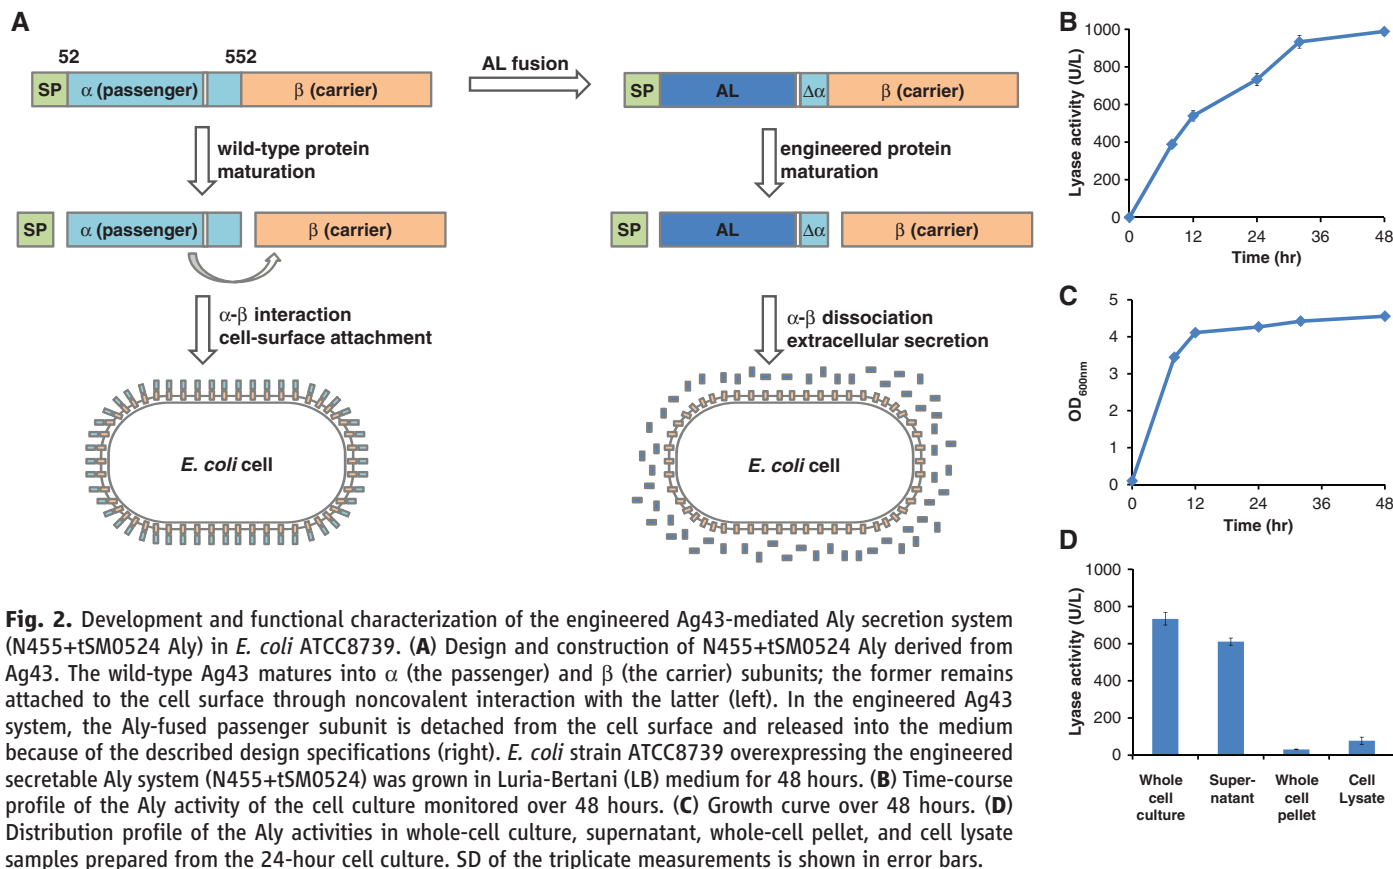 A
52
552
SP
α (passenger)
β (carrier)
AL fusion
SP
AL
Δα
β (carrier)
wild-type protein
maturation
engineered protein
maturation
SP
α (passenger)
β (carrier)
SP
AL
Δα
β (carrier)
α-β interaction
cell-surface attachment
α-β dissociation
extracellular secretion
E. coli cell
E. coli cell
B
Lyase activity (U/L)
1000
800
600
400
200
0
0
12
24
36
48
Time (hr)
C
OD600nm
5
4
3
2
1
0
0
12
24
36
48
Time (hr)
D
Lyase activity (U/L)
1000
800
600
400
200
0
Whole
cell
culture
Super-
natant
Whole
cell
pellet
Cell
Lysate
Fig. 2. Development and functional characterization of the engineered Ag43-mediated Aly secretion system
(N455+tSM0524 Aly) in E. coli ATCC8739. (A) Design and construction of N455+tSM0524 Aly derived from
Ag43. The wild-type Ag43 matures into α (the passenger) and β (the carrier) subunits; the former remains
attached to the cell surface through noncovalent interaction with the latter (left). In the engineered Ag43
system, the Aly-fused passenger subunit is detached from the cell surface and released into the medium
because of the described design specifications (right). E. coli strain ATCC8739 overexpressing the engineered
secretable Aly system (N455+tSM0524) was grown in Luria-Bertani (LB) medium for 48 hours. (B) Time-course
profile of the Aly activity of the cell culture monitored over 48 hours. (C) Growth curve over 48 hours. (D)
Distribution profile of the Aly activities in whole-cell culture, supernatant, whole-cell pellet, and cell lysate
samples prepared from the 24-hour cell culture. SD of the triplicate measurements is shown in error bars.